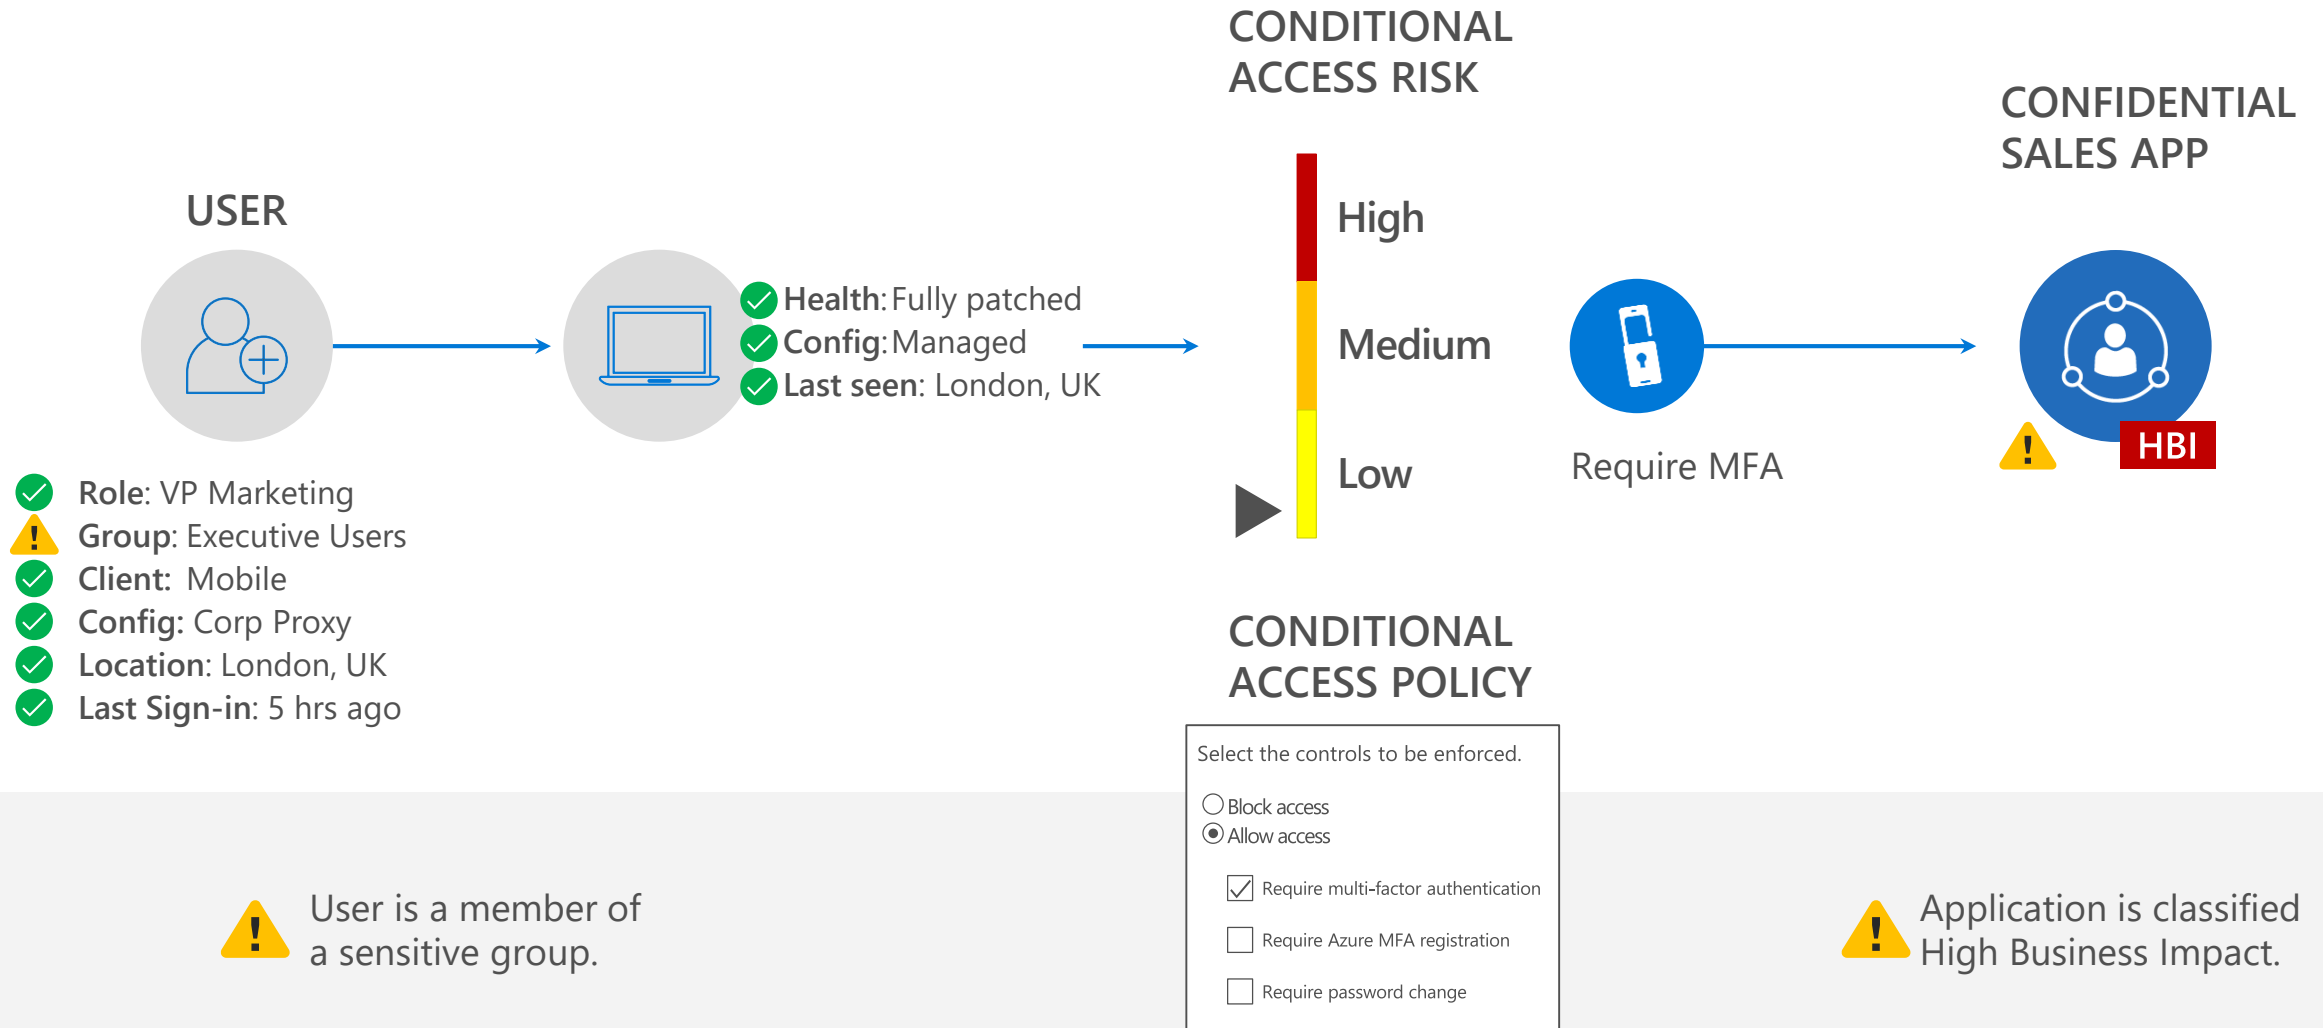 USER
Role: VP Marketing
Group: Executive Users
Client: Mobile
Config: Corp Proxy
Location: London, UK
Last Sign-in: 5 hrs ago
Health: Fully patched
Config: Managed
Last seen: London, UK
CONDITIONAL
ACCESS RISK
High
Medium
Low
Require MFA
CONFIDENTIAL
SALES APP
HBI
CONDITIONAL
ACCESS POLICY
Select the controls to be enforced.
Block access
Allow access
Require multi-factor authentication
Require Azure MFA registration
Require password change
User is a member of
a sensitive group.
Application is classified
High Business Impact.